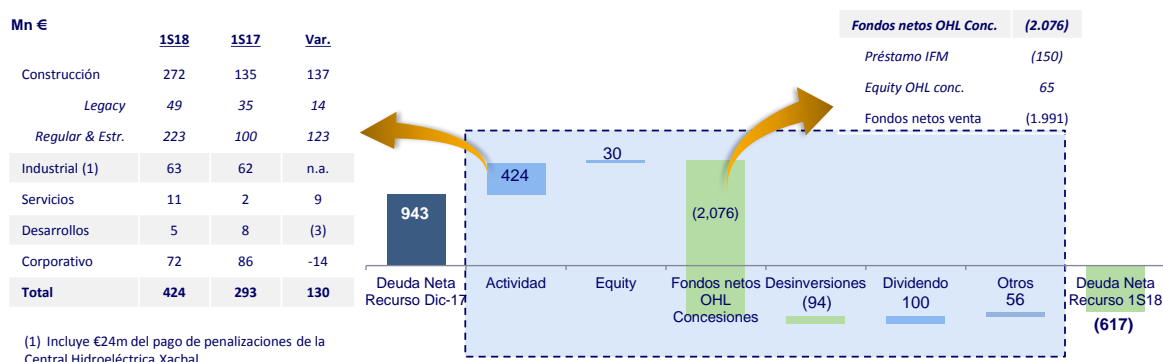 Mn €
1S18 1S17 Var.
Construcción 272 135 137
Legacy 49 35 14
Regular & Estr. 223 100 123
Industrial (1) 63 62 n.a.
Servicios 11 2 9
Desarrollos 5 8 (3)
Corporativo 72 86 -14
Total 424 293 130
(1) Incluye €24m del pago de penalizaciones de la
Central Hidroeléctrica Xacbal
Fondos netos OHL Conc. (2.076)
Préstamo IFM (150)
Equity OHL conc. 65
Fondos netos venta (1.991)
943
424
30
(2,076)
Deuda Neta
Recurso Dic-17
Actividad
Equity
Fondos netos
OHL
Concesiones
Desinversiones
(94)
Dividendo
100
Otros
56
Deuda Neta
Recurso 1S18
(617)